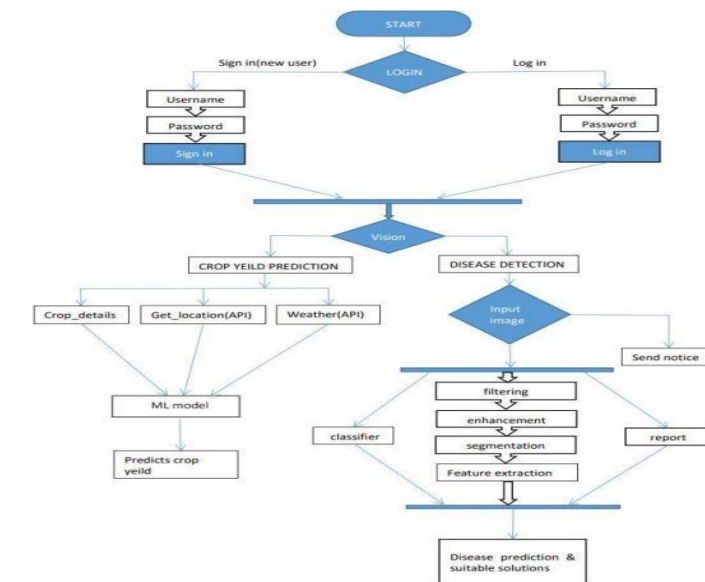 START
Sign in(new user)
LOGIN
Log in
Username
Password
Sign in
Username
Password
Log in
Vision
CROP YEILD PREDICTION
DISEASE DETECTION
Crop_details
Get_location(API)
Weather(API)
Input
image
Send notice
ML model
Predicts crop
yeild
filtering
enhancement
classifier
segmentation
report
Feature extraction
Disease prediction &
suitable solutions